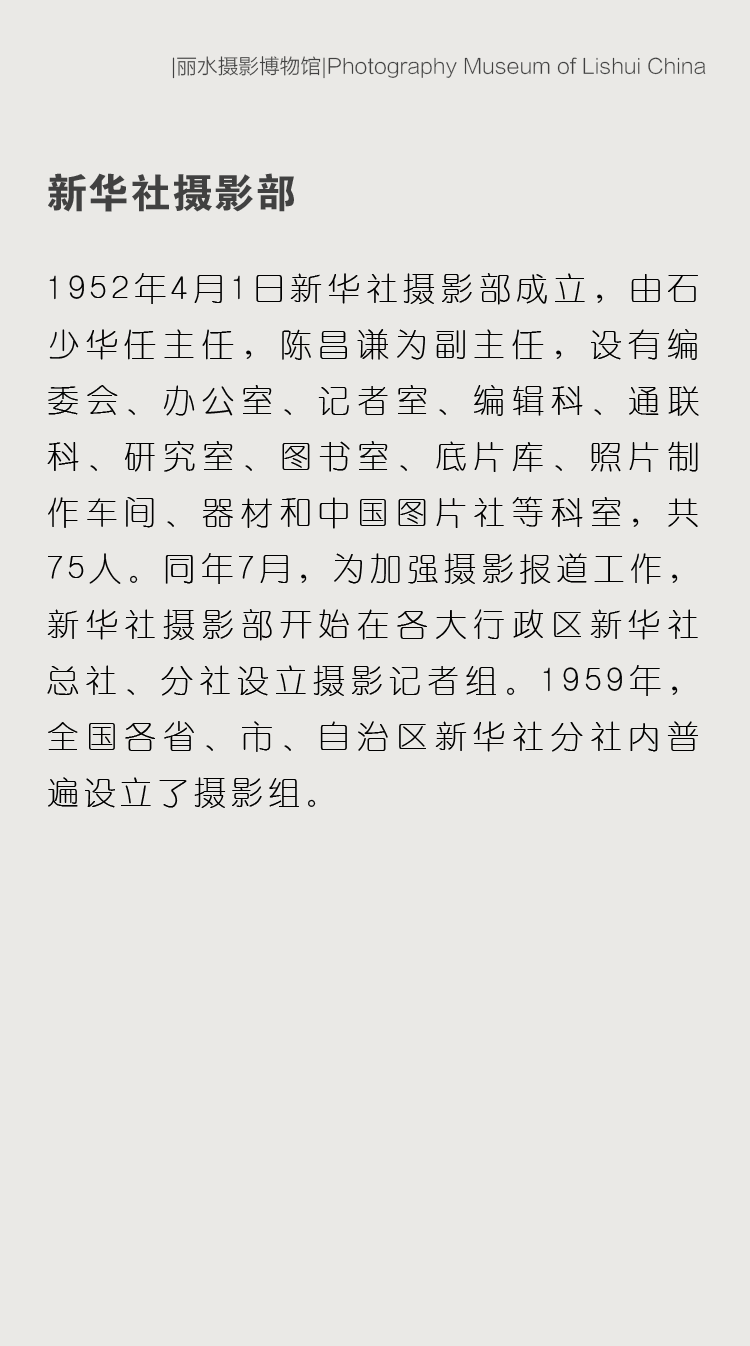 |丽水摄影博物馆|Photography Museum of Lishui China
新华社摄影部
1952年4月1日新华社摄影部成立，由石
少华任主任，陈昌谦为副主任，设有编
委会、办公室、记者室、编辑科、通联
科、研究室、图书室、底片库、照片制
作车间、器材和中国图片社等科室，共
75人。同年7月，为加强摄影报道工作，
新华社摄影部开始在各大行政区新华社
总社、分社设立摄影记者组。1959年，
全国各省、市、自治区新华社分社内普
遍设立了摄影组。